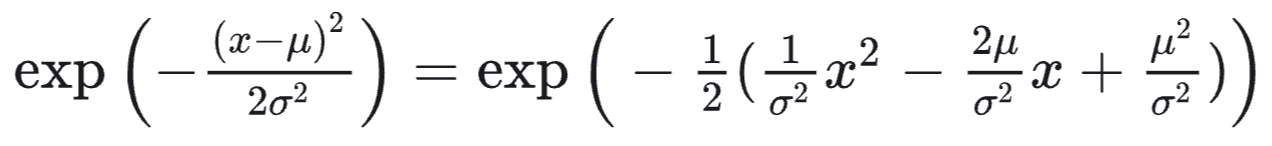 exp(−(x−μ)²/2σ²) = exp(−1/2(1/σ² x² − 2μ/σ² x + μ²/σ²))